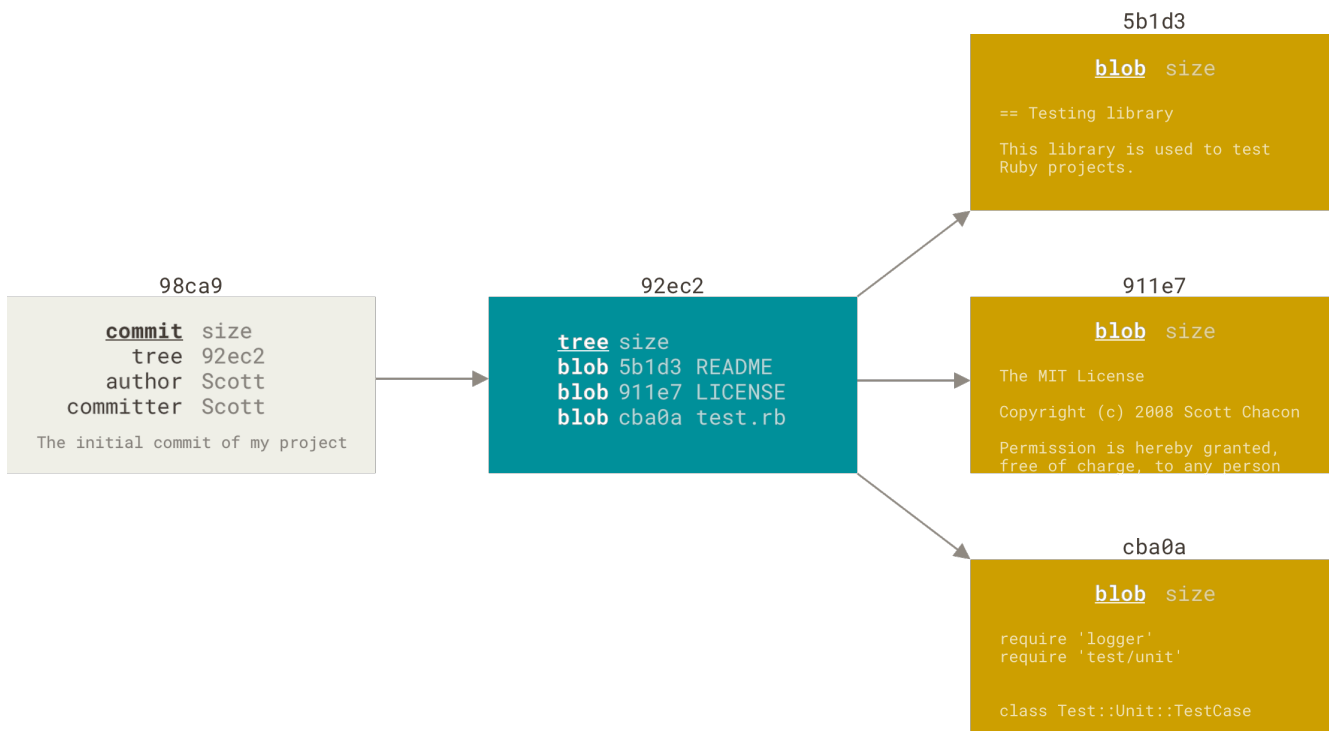 98ca9
commit size
tree 92ec2
author Scott
committer Scott
The initial commit of my project
92ec2
tree size
blob 5b1d3 README
blob 911e7 LICENSE
blob cba0a test.rb
5b1d3
blob size
== Testing library
This library is used to test
Ruby projects.
911e7
blob size
The MIT License
Copyright (c) 2008 Scott Chacon
Permission is hereby granted,
free of charge, to any person
cba0a
blob size
require 'logger'
require 'test/unit'
class Test::Unit::TestCase